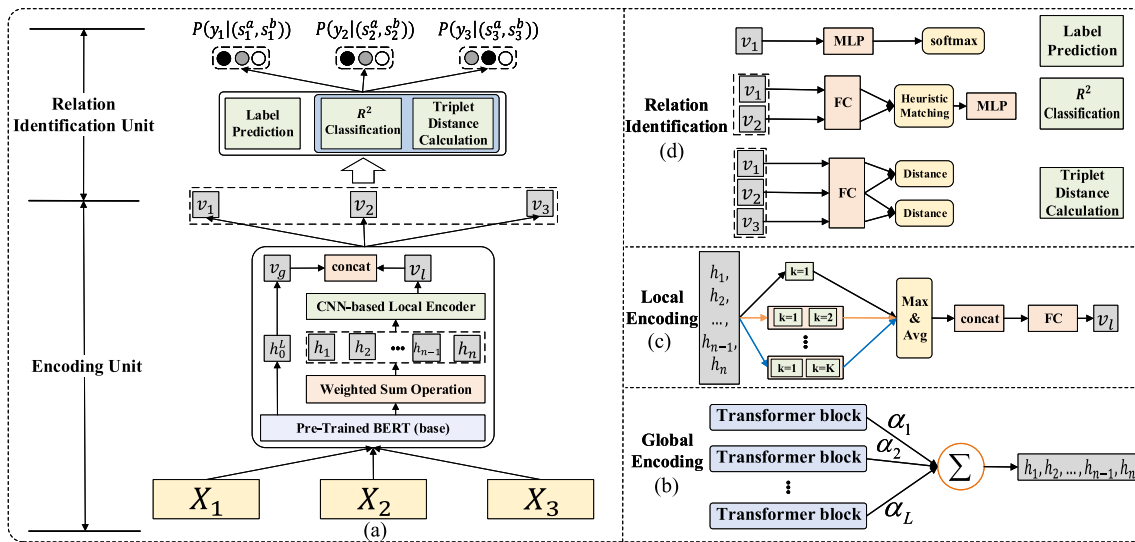 P(y₁|(s₁ᵃ, s₁ᵇ)) P(y₂|(s₂ᵃ, s₂ᵇ)) P(y₃|(s₃ᵃ, s₃ᵇ))
Relation
Identification Unit
Label
Prediction
R²
Classification
Triplet
Distance
Calculation
v₁ v₂ v₃
Encoding Unit
v_g concat v_l
CNN-based Local Encoder
h₀ᴸ h₁ h₂ ••• hₙ₋₁ hₙ
Weighted Sum Operation
Pre-Trained BERT (base)
X₁ X₂ X₃
(a)
Relation
Identification
(d)
v₁ MLP softmax
Label
Prediction
v₁
v₂
FC
Heuristic
Matching
MLP
R²
Classification
v₁
v₂
v₃
FC
Distance
Distance
Triplet
Distance
Calculation
Local
Encoding
(c)
h₁,
h₂,
...,
hₙ₋₁,
hₙ
k=1
k=1 k=2
k=1 k=K
Max
&
Avg
concat FC v_l
Global
Encoding
(b)
Transformer block α₁
Transformer block α₂
Transformer block α_L
Σ
h₁, h₂, ..., hₙ₋₁, hₙ